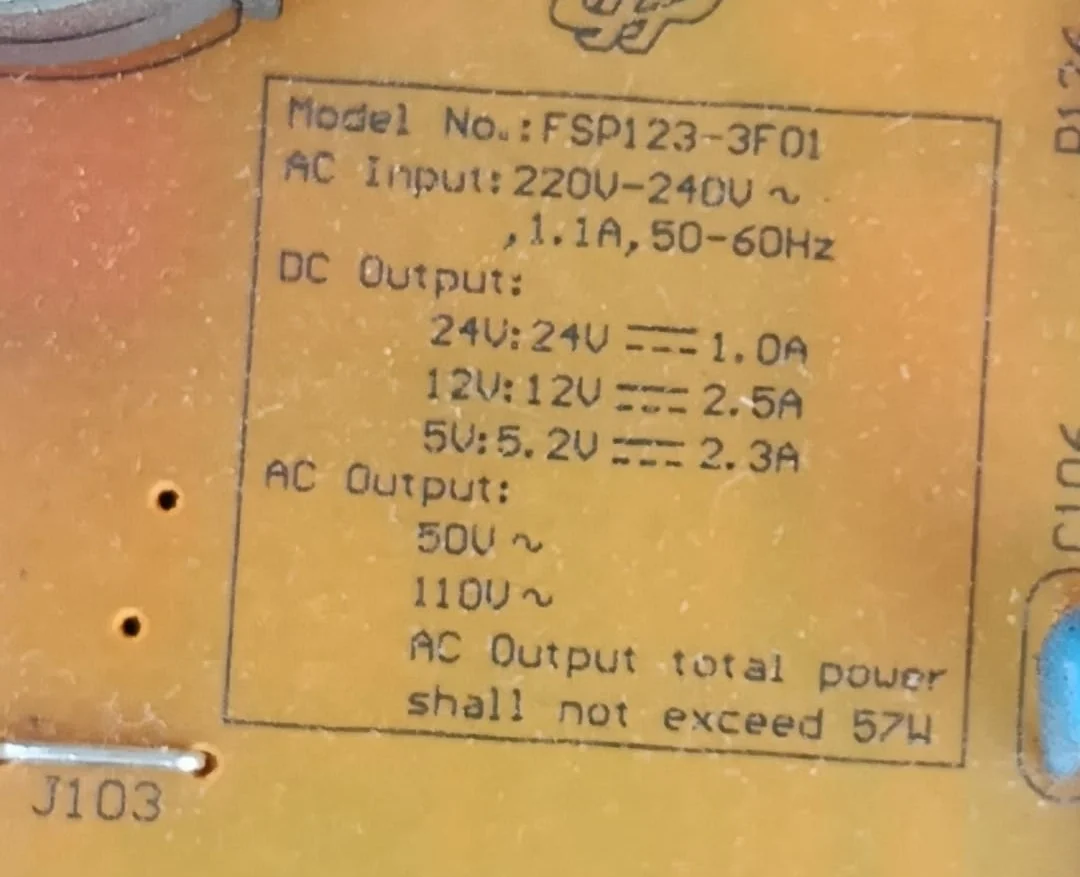 Model No.:FSP123-3F01
AC Input:220V-240V ~
,1.1A,50-60Hz
DC Output:
24V:24V ⎓ 1.0A
12V:12V ⎓ 2.5A
5V:5.2V ⎓ 2.3A
AC Output:
50V ~
110V ~
AC Output total power
shall not exceed 57W
J103
C106